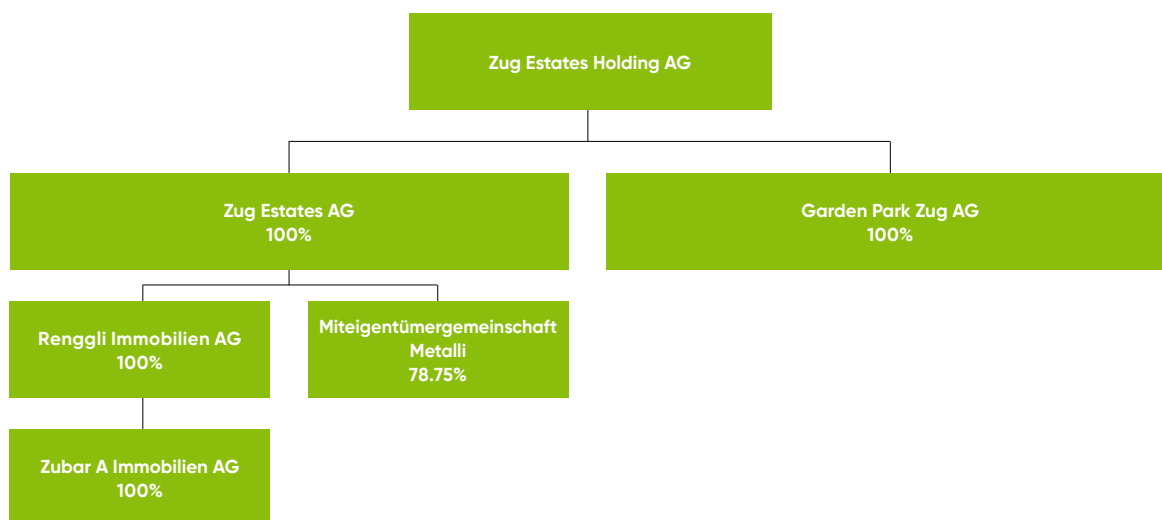 Zug Estates Holding AG
Zug Estates AG
100%
Garden Park Zug AG
100%
Renggli Immobilien AG
100%
Miteigentümergemeinschaft
Metalli
78.75%
Zubar A Immobilien AG
100%